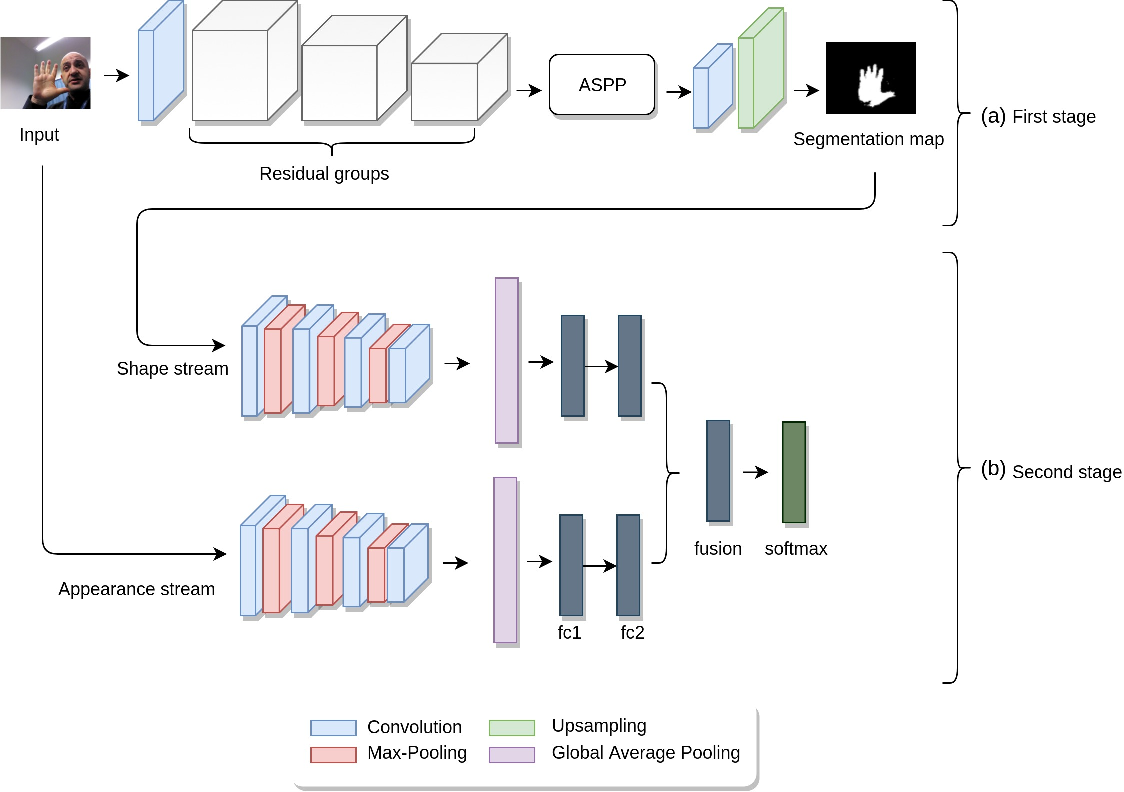 ASPP
Input
Segmentation map
(a) First stage
Residual groups
Shape stream
(b) Second stage
fusion
softmax
Appearance stream
fc1
fc2
Convolution
Upsampling
Max-Pooling
Global Average Pooling